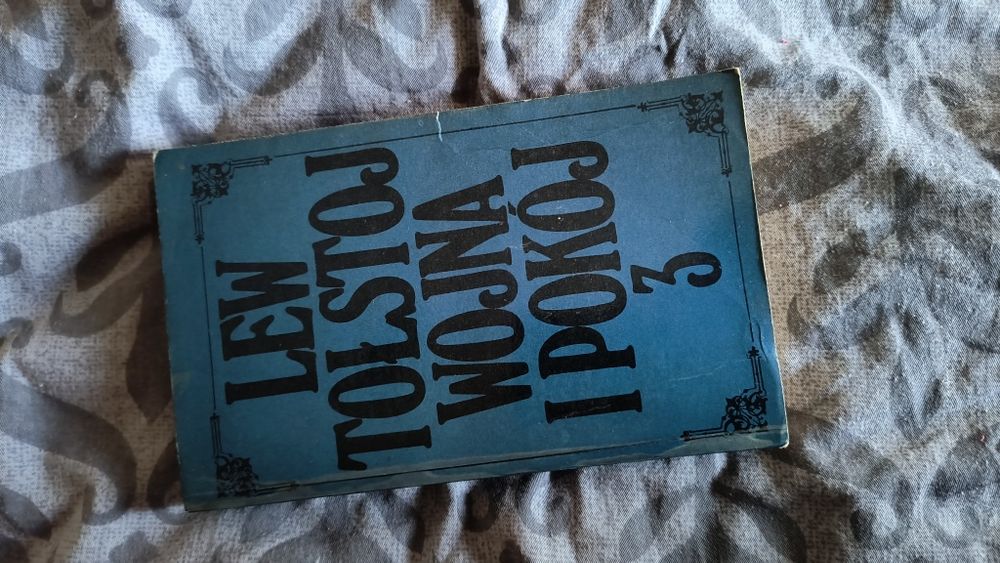 LEW
TOŁSTOJ
WOJNA
I POKÓJ
3